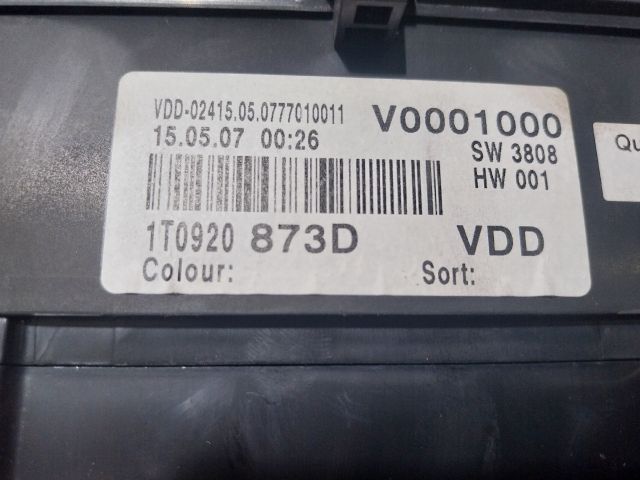 VDD-02415.05.0777010011 V0001000
15.05.07 00:26 SW 3808
HW 001
1T0920 873D VDD
Colour: Sort:
Qu